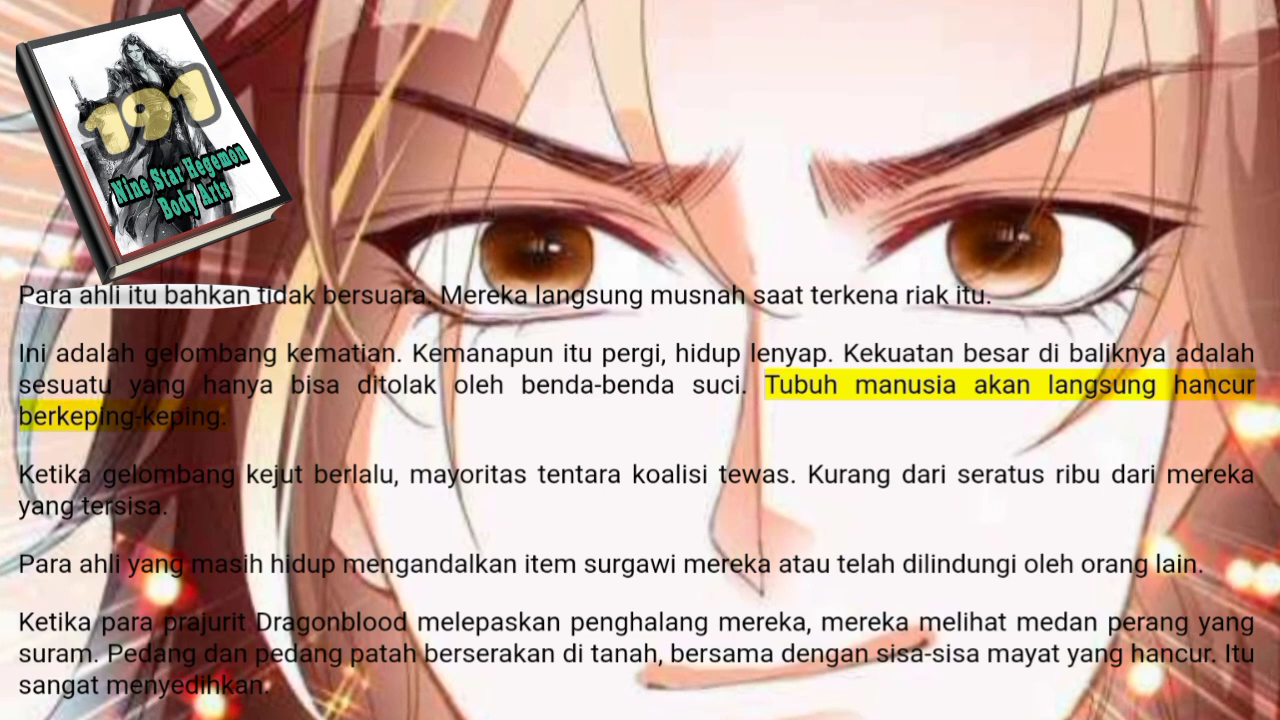 191
Nine Star Hegemon
Body Arts
Para ahli itu bahkan tidak bersuara. Mereka langsung musnah saat terkena riak itu.
Ini adalah gelombang kematian. Kemanapun itu pergi, hidup lenyap. Kekuatan besar di baliknya adalah
sesuatu yang hanya bisa ditolak oleh benda-benda suci. Tubuh manusia akan langsung hancur
berkeping-keping.
Ketika gelombang kejut berlalu, mayoritas tentara koalisi tewas. Kurang dari seratus ribu dari mereka
yang tersisa.
Para ahli yang masih hidup mengandalkan item surgawi mereka atau telah dilindungi oleh orang lain.
Ketika para prajurit Dragonblood melepaskan penghalang mereka, mereka melihat medan perang yang
suram. Pedang dan pedang patah berserakan di tanah, bersama dengan sisa-sisa mayat yang hancur. Itu
sangat menyedihkan.